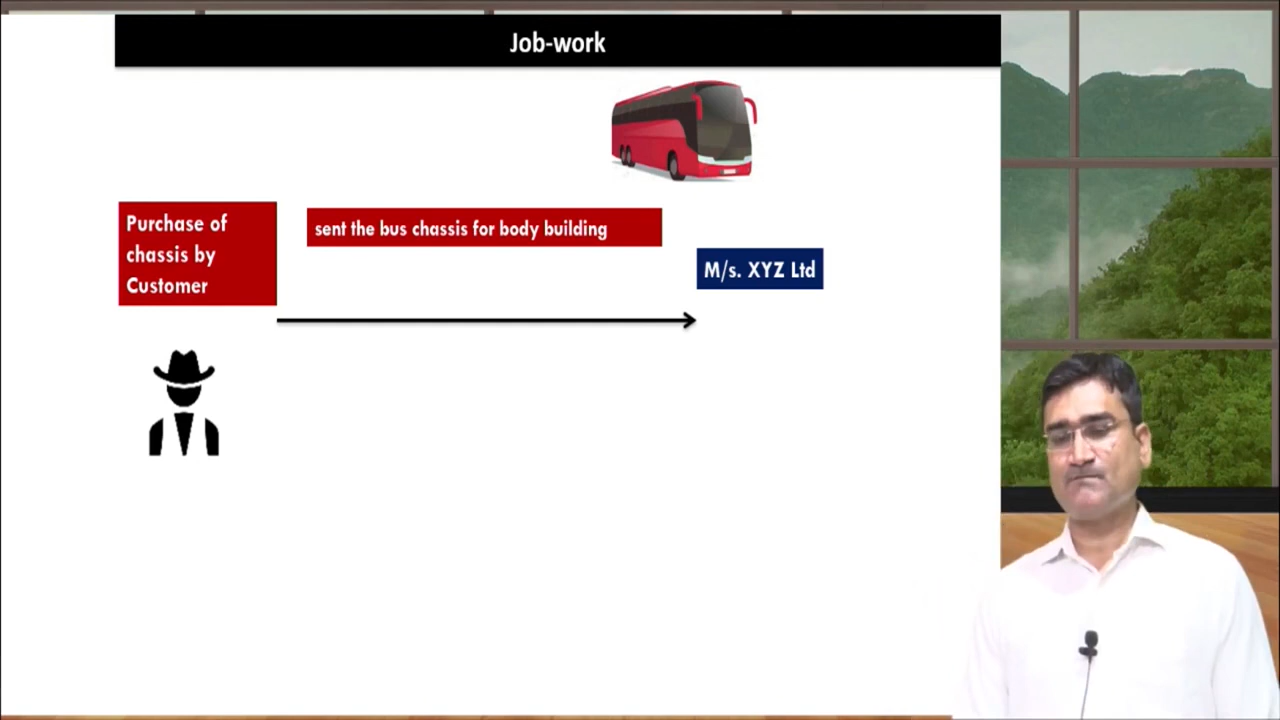 Job-work
Purchase of
chassis by
Customer
sent the bus chassis for body building
M/s. XYZ Ltd